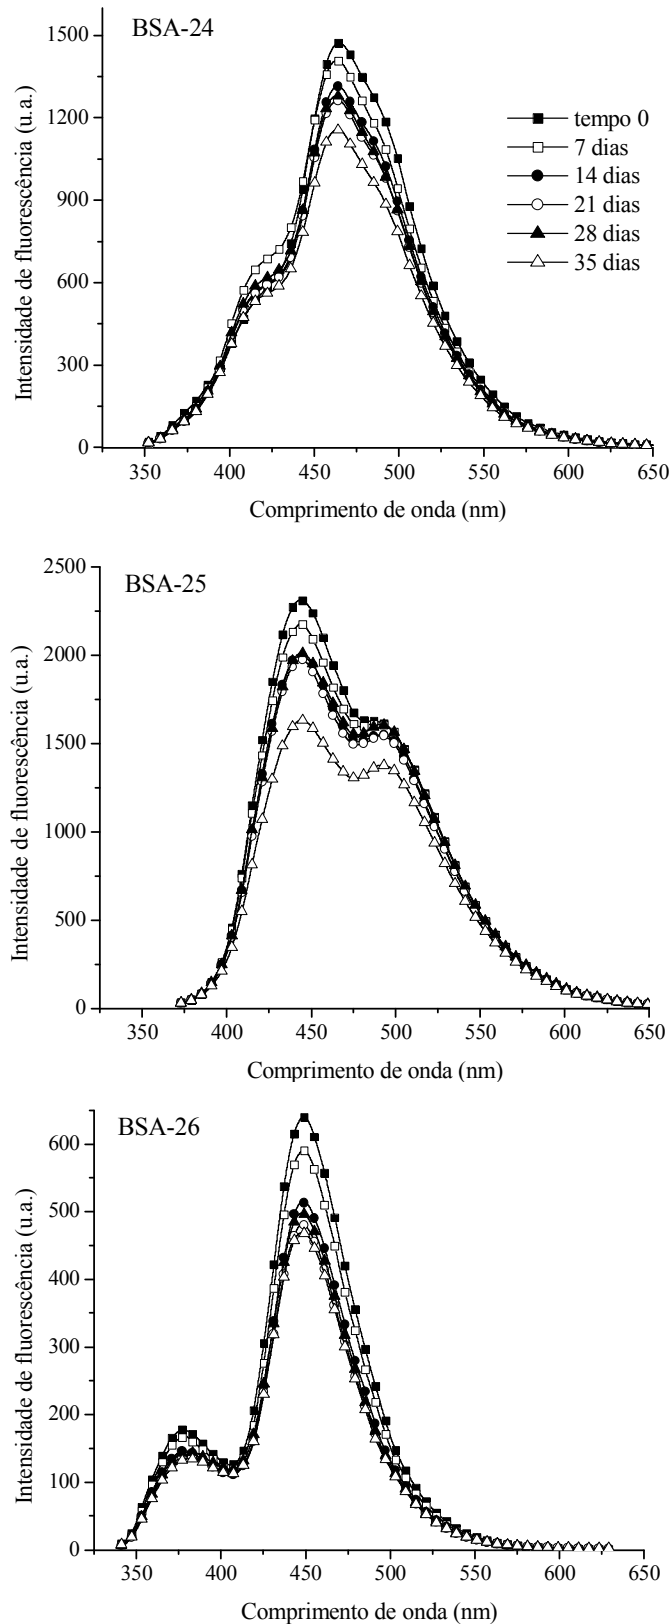 BSA-24
1500
1200
900
600
300
0
Intensidade de fluorescência (u.a.)
tempo 0
7 dias
14 dias
21 dias
28 dias
35 dias
350 400 450 500 550 600 650
Comprimento de onda (nm)
BSA-25
2500
2000
1500
1000
500
0
Intensidade de fluorescência (u.a.)
350 400 450 500 550 600 650
Comprimento de onda (nm)
BSA-26
600
500
400
300
200
100
0
Intensidade de fluorescência (u.a.)
350 400 450 500 550 600 650
Comprimento de onda (nm)